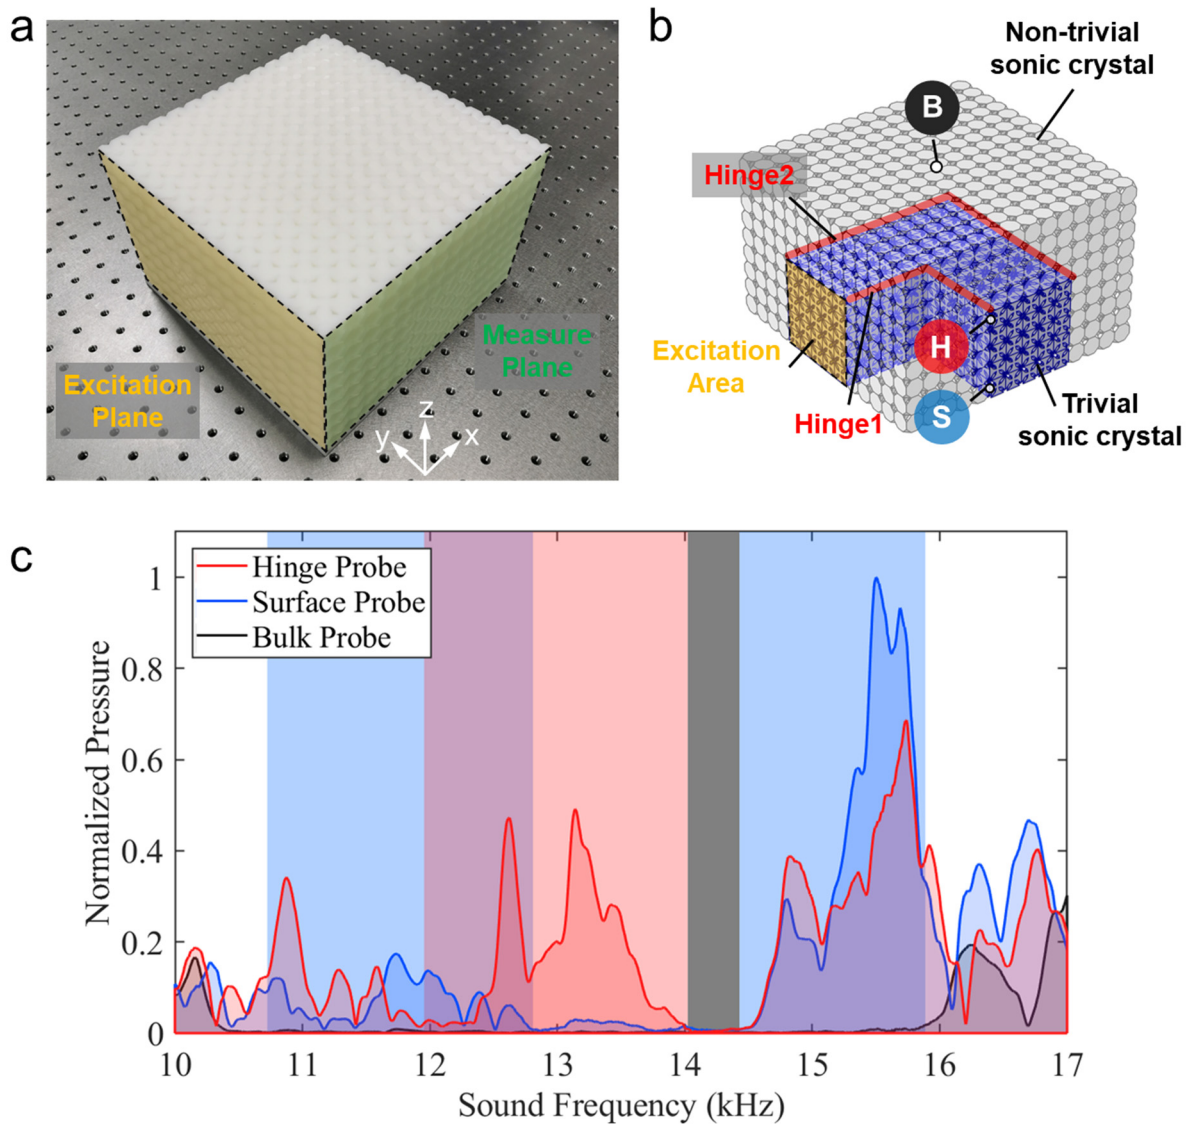 a
Excitation
Plane
Measure
Plane
z
y
x
b
Non-trivial
sonic crystal
B
Hinge2
Excitation
Area
H
Hinge1
S
Trivial
sonic crystal
c
Hinge Probe
Surface Probe
Bulk Probe
Normalized Pressure
1
0.8
0.6
0.4
0.2
0
10 11 12 13 14 15 16 17
Sound Frequency (kHz)